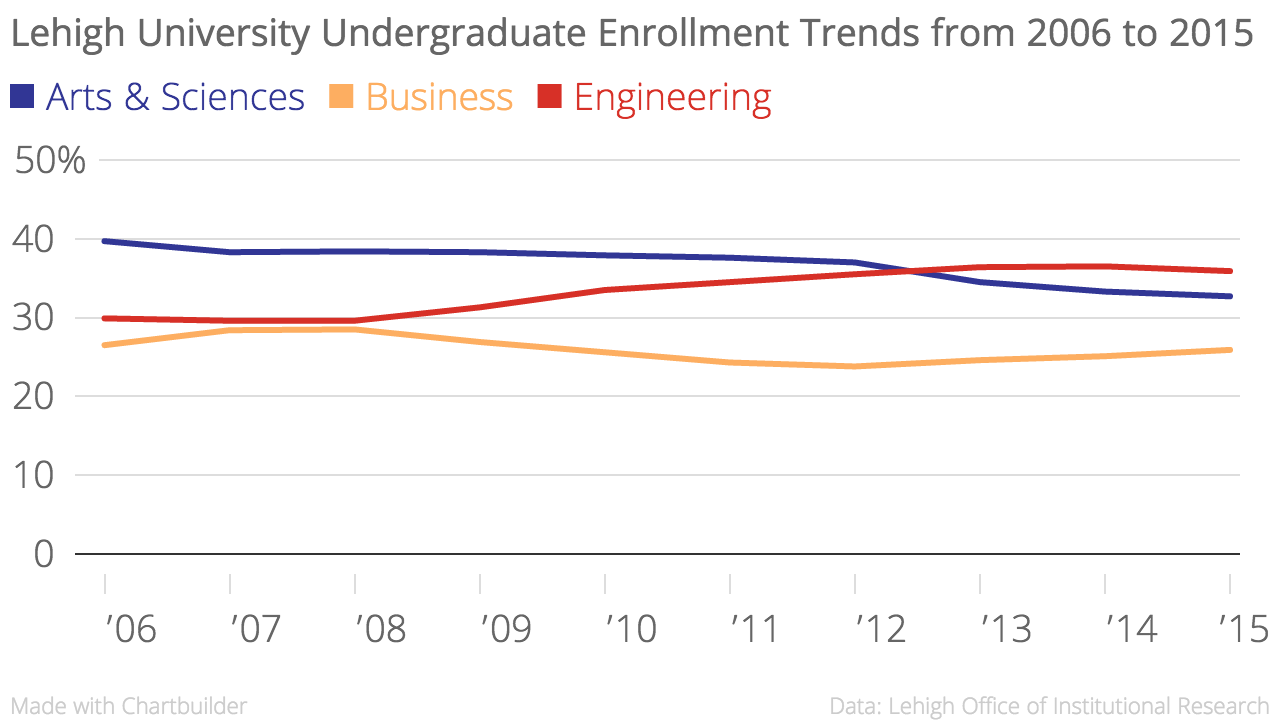 Lehigh University Undergraduate Enrollment Trends from 2006 to 2015
Arts & Sciences Business Engineering
50%
40
30
20
10
0
’06 ’07 ’08 ’09 ’10 ’11 ’12 ’13 ’14 ’15
Made with Chartbuilder Data: Lehigh Office of Institutional Research